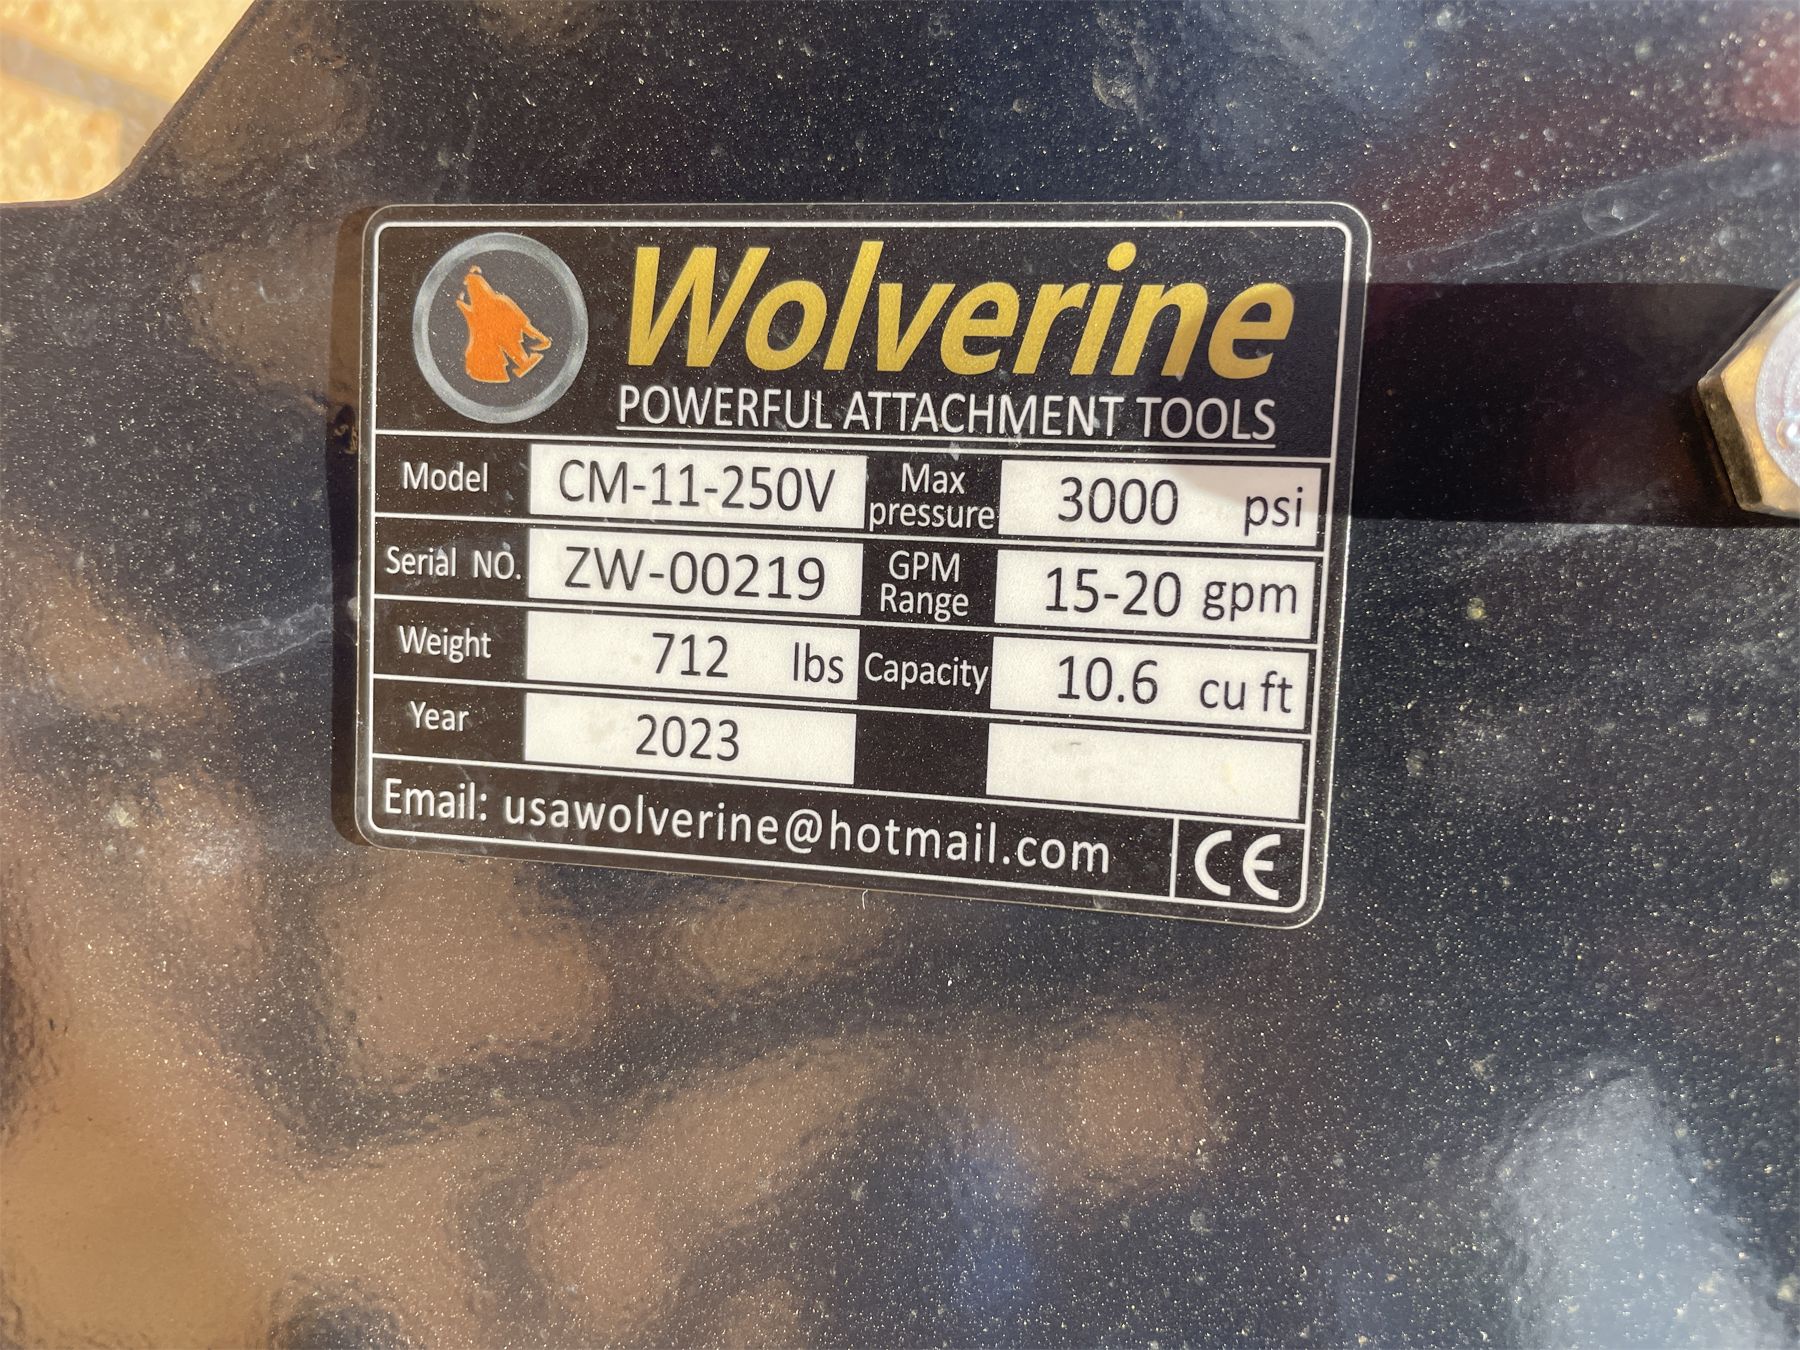 Wolverine
POWERFUL ATTACHMENT TOOLS
Model CM-11-250V Max pressure 3000 psi
Serial NO. ZW-00219 GPM Range 15-20 gpm
Weight 712 lbs Capacity 10.6 cu ft
Year 2023
Email: usawolverine@hotmail.com CE